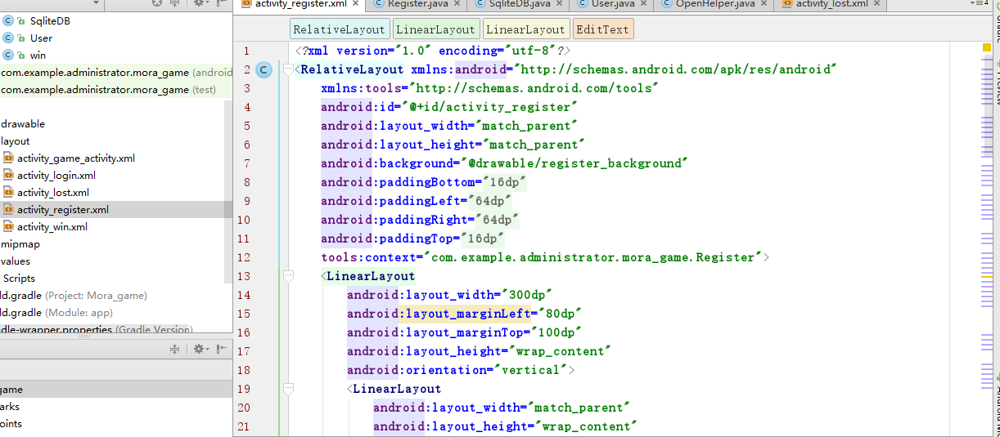 activity_register.xml Register.java SqliteDB.java User.java OpenHelper.java activity_lost.xml
SqliteDB
User
win
com.example.administrator.mora_game (android
com.example.administrator.mora_game (test)
drawable
layout
activity_game_activity.xml
activity_login.xml
activity_lost.xml
activity_register.xml
activity_win.xml
mipmap
values
Scripts
ld.gradle (Project: Mora_game)
ld.gradle (Module: app)
dle-wrapper.properties (Gradle Version)
game
arks
oints
RelativeLayout LinearLayout LinearLayout EditText
1 <?xml version="1.0" encoding="utf-8"?>
2 <RelativeLayout xmlns:android="http://schemas.android.com/apk/res/android"
3 xmlns:tools="http://schemas.android.com/tools"
4 android:id="@+id/activity_register"
5 android:layout_width="match_parent"
6 android:layout_height="match_parent"
7 android:background="@drawable/register_background"
8 android:paddingBottom="16dp"
9 android:paddingLeft="64dp"
10 android:paddingRight="64dp"
11 android:paddingTop="16dp"
12 tools:context="com.example.administrator.mora_game.Register">
13 <LinearLayout
14 android:layout_width="300dp"
15 android:layout_marginLeft="80dp"
16 android:layout_marginTop="100dp"
17 android:layout_height="wrap_content"
18 android:orientation="vertical">
19 <LinearLayout
20 android:layout_width="match_parent"
21 android:layout_height="wrap_content"